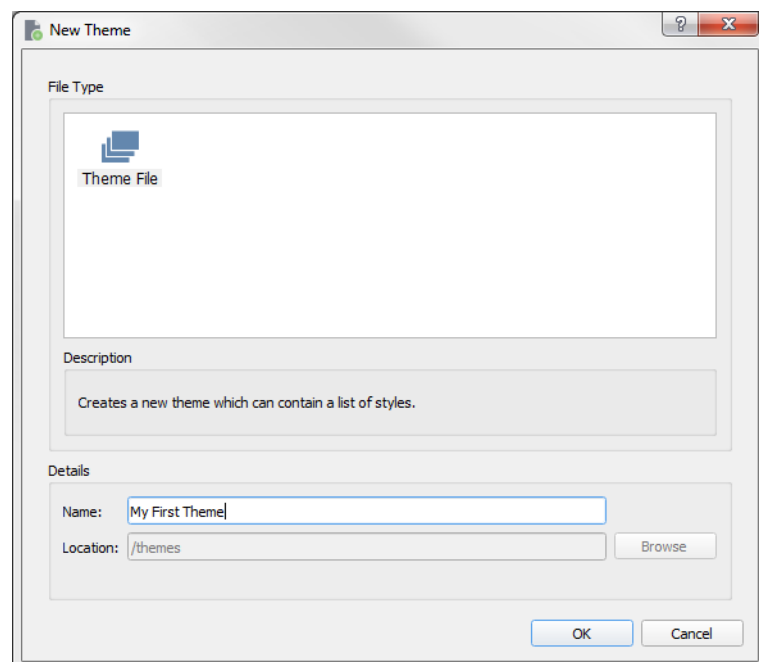 New Theme
?
File Type
Theme File
Description
Creates a new theme which can contain a list of styles.
Details
Name: My First Theme
Location: /themes Browse
OK Cancel